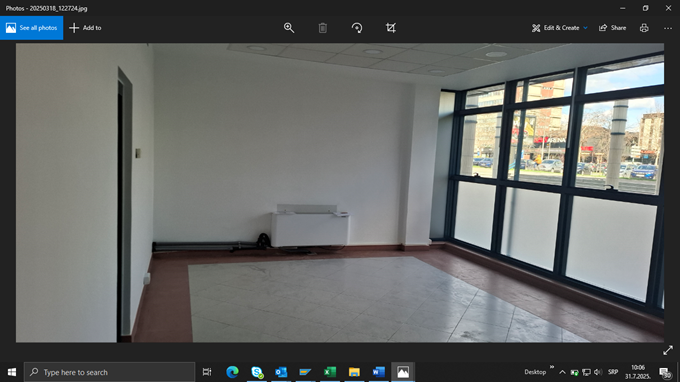 Photos - 20250318_122724.jpg
See all photos
Add to
Edit & Create
Share
ARENA
Type here to search
Desktop
SRP
10:06
31.7.2025.